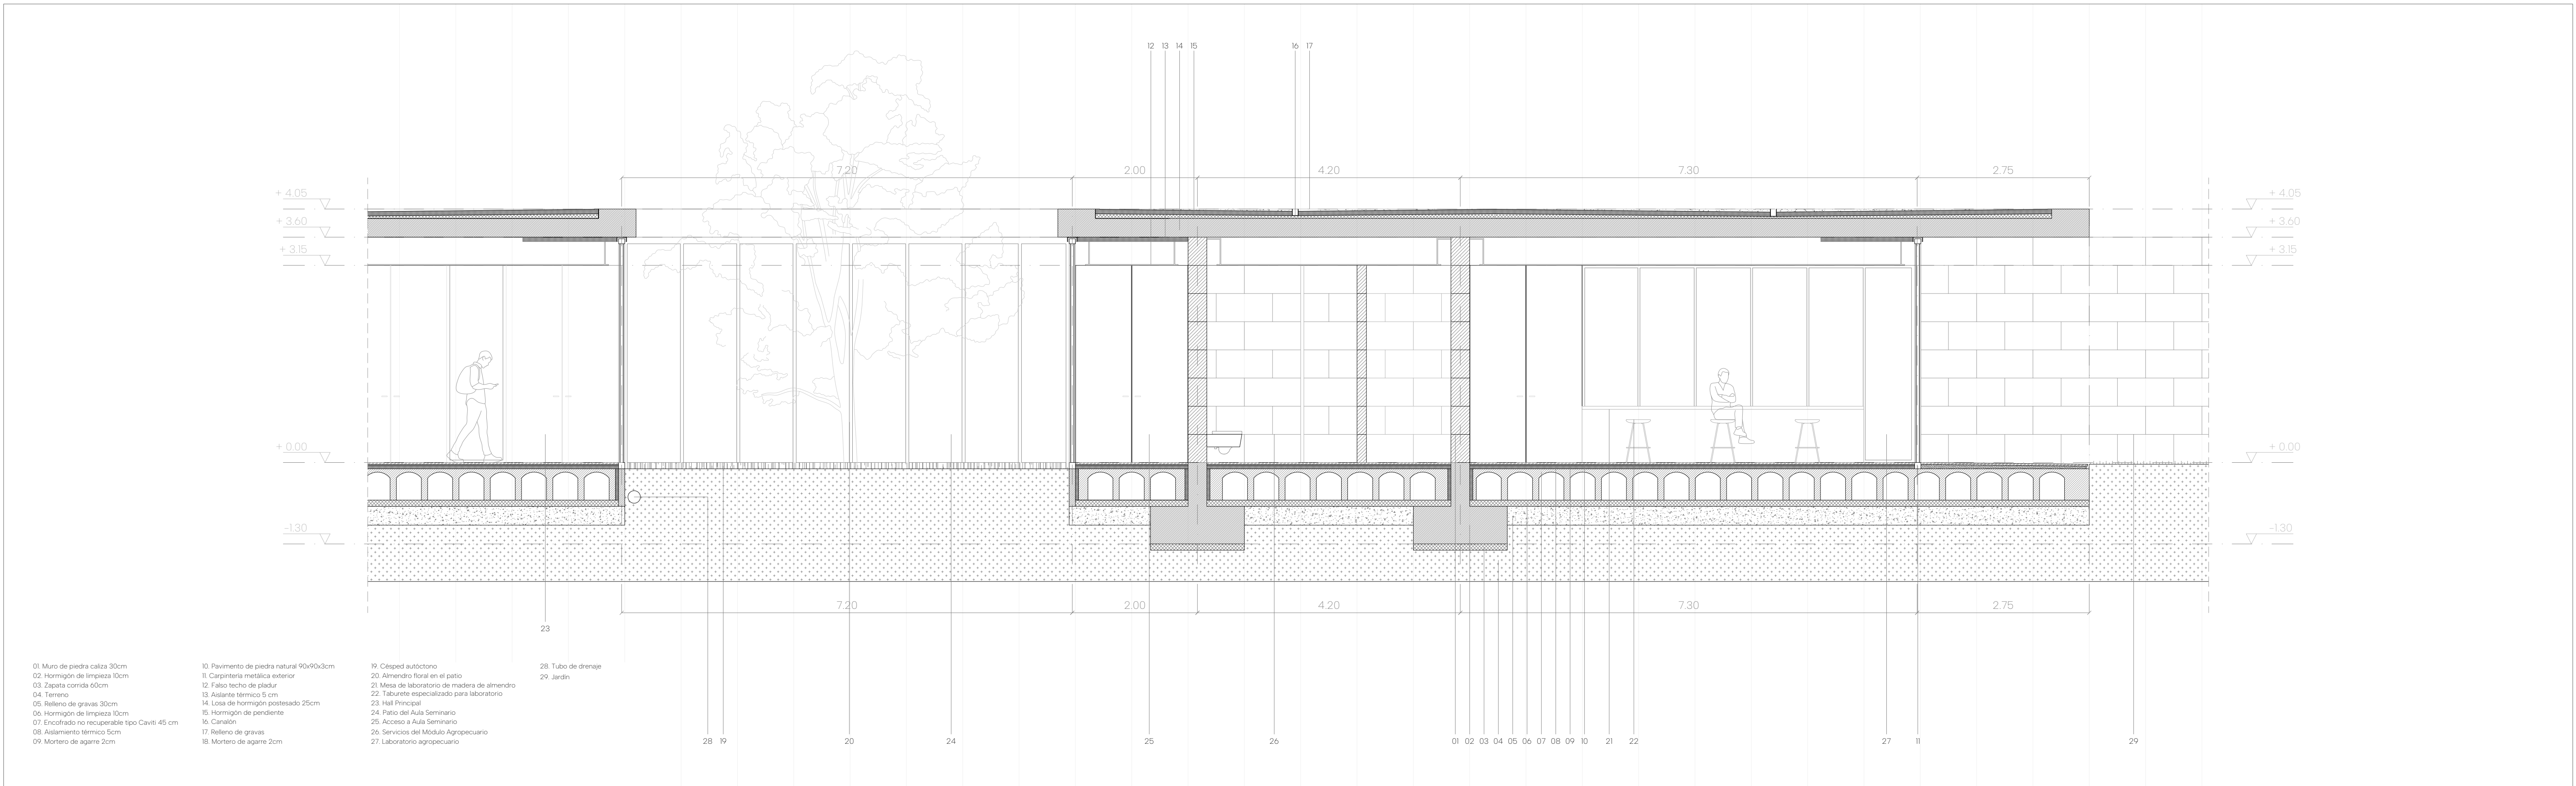 12 13 14 15 16 17
7.20 2.00 4.20 7.30 2.75
+ 4.05 + 4.05
+ 3.60 + 3.60
+ 3.15 + 3.15
+ 0.00 + 0.00
-1.30 -1.30
7.20 2.00 4.20 7.30 2.75
23
01. Muro de piedra caliza 30cm
02. Hormigón de limpieza 10cm
03. Zapata corrida 60cm
04. Terreno
05. Relleno de gravas 30cm
06. Hormigón de limpieza 10cm
07. Encofrado no recuperable tipo Caviti 45 cm
08. Aislamiento térmico 5cm
09. Mortero de agarre 2cm
10. Pavimento de piedra natural 90x90x3cm
11. Carpintería metálica exterior
12. Falso techo de pladur
13. Aislante térmico 5 cm
14. Losa de hormigón postesado 25cm
15. Hormigón de pendiente
16. Canalón
17. Relleno de gravas
18. Mortero de agarre 2cm
19. Césped autóctono
20. Almendro floral en el patio
21. Mesa de laboratorio de madera de almendro
22. Taburete especializado para laboratorio
23. Hall Principal
24. Patio del Aula Seminario
25. Acceso a Aula Seminario
26. Servicios del Módulo Agropecuario
27. Laboratorio agropecuario
28. Tubo de drenaje
29. Jardín
28 19 20 24 25 26 01 02 03 04 05 06 07 08 09 10 21 22 27 11 29